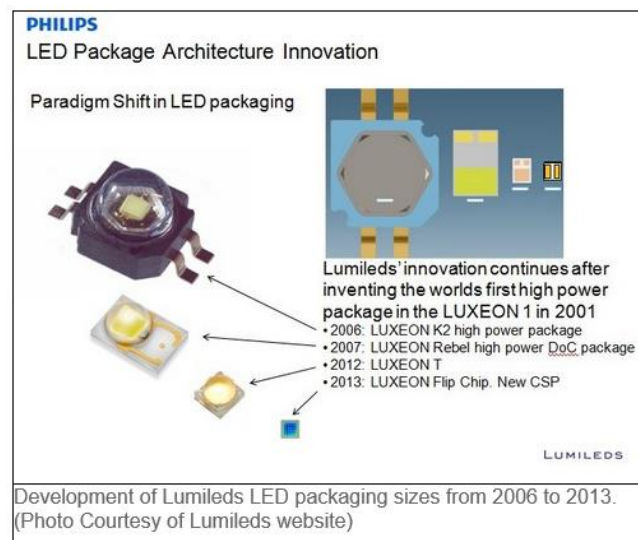 PHILIPS
LED Package Architecture Innovation
Paradigm Shift in LED packaging
Lumileds' innovation continues after
inventing the worlds first high power
package in the LUXEON 1 in 2001
• 2006: LUXEON K2 high power package
• 2007: LUXEON Rebel high power DoC package
• 2012: LUXEON T
• 2013: LUXEON Flip Chip. New CSP
LUMILEDS
Development of Lumileds LED packaging sizes from 2006 to 2013.
(Photo Courtesy of Lumileds website)